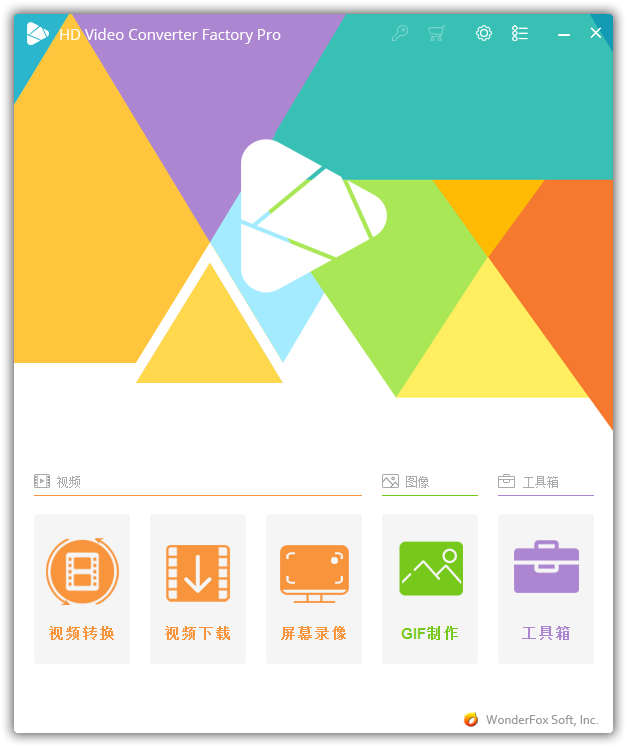 HD Video Converter Factory Pro
视频
图像
工具箱
视频转换
视频下载
屏幕录像
GIF制作
工具箱
WonderFox Soft, Inc.